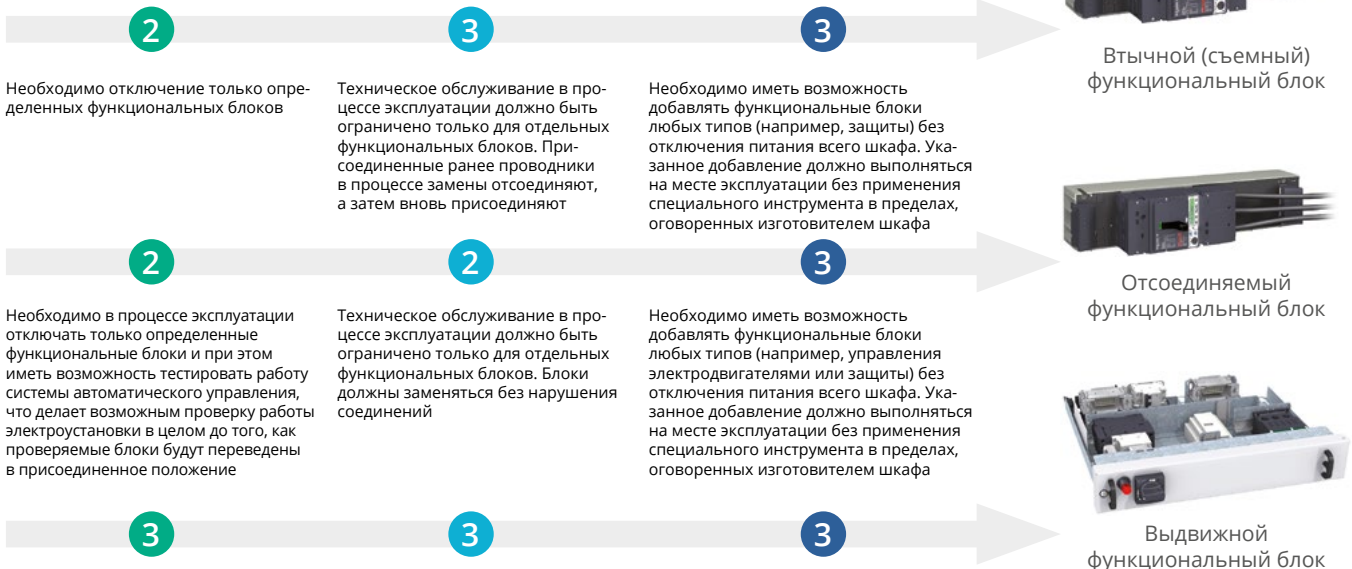 2
3
3
Втычной (съемный)
функциональный блок
Необходимо отключение только опре-
деленных функциональных блоков
Техническое обслуживание в про-
цессе эксплуатации должно быть
ограничено только для отдельных
функциональных блоков. При-
соединенные ранее проводники
в процессе замены отсоединяют,
а затем вновь присоединяют
Необходимо иметь возможность
добавлять функциональные блоки
любых типов (например, защиты) без
отключения питания всего шкафа. Ука-
занное добавление должно выполняться
на месте эксплуатации без применения
специального инструмента в пределах,
оговоренных изготовителем шкафа
2
2
3
Отсоединяемый
функциональный блок
Необходимо в процессе эксплуатации
отключать только определенные
функциональные блоки и при этом
иметь возможность тестировать работу
системы автоматического управления,
что делает возможным проверку работы
электроустановки в целом до того, как
проверяемые блоки будут переведены
в присоединенное положение
Техническое обслуживание в про-
цессе эксплуатации должно быть
ограничено только для отдельных
функциональных блоков. Блоки
должны заменяться без нарушения
соединений
Необходимо иметь возможность
добавлять функциональные блоки
любых типов (например, управления
электродвигателями или защиты) без
отключения питания всего шкафа. Ука-
занное добавление должно выполняться
на месте эксплуатации без применения
специального инструмента в пределах,
оговоренных изготовителем шкафа
3
3
3
Выдвижной
функциональный блок